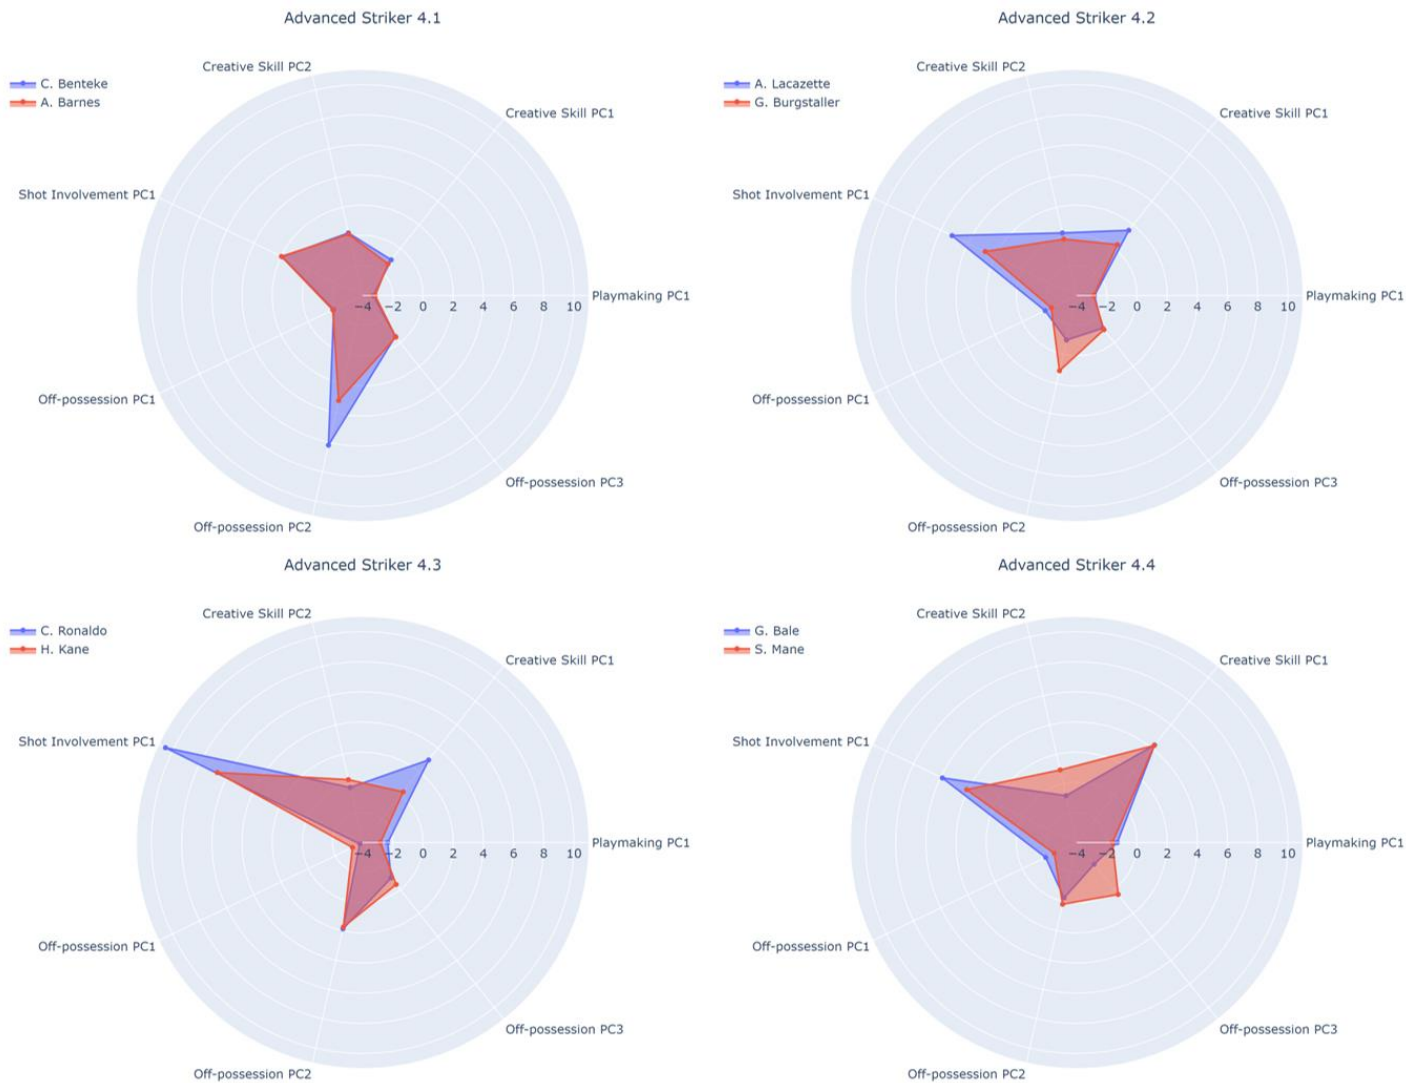 Advanced Striker 4.1
C. Benteke
A. Barnes
Creative Skill PC2
Creative Skill PC1
Shot Involvement PC1
Playmaking PC1
−4 −2 0 2 4 6 8 10
Off-possession PC1
Off-possession PC3
Off-possession PC2
Advanced Striker 4.2
A. Lacazette
G. Burgstaller
Creative Skill PC2
Creative Skill PC1
Shot Involvement PC1
Playmaking PC1
−4 −2 0 2 4 6 8 10
Off-possession PC1
Off-possession PC3
Off-possession PC2
Advanced Striker 4.3
C. Ronaldo
H. Kane
Creative Skill PC2
Creative Skill PC1
Shot Involvement PC1
Playmaking PC1
−4 −2 0 2 4 6 8 10
Off-possession PC1
Off-possession PC3
Off-possession PC2
Advanced Striker 4.4
G. Bale
S. Mane
Creative Skill PC2
Creative Skill PC1
Shot Involvement PC1
Playmaking PC1
−4 −2 0 2 4 6 8 10
Off-possession PC1
Off-possession PC3
Off-possession PC2